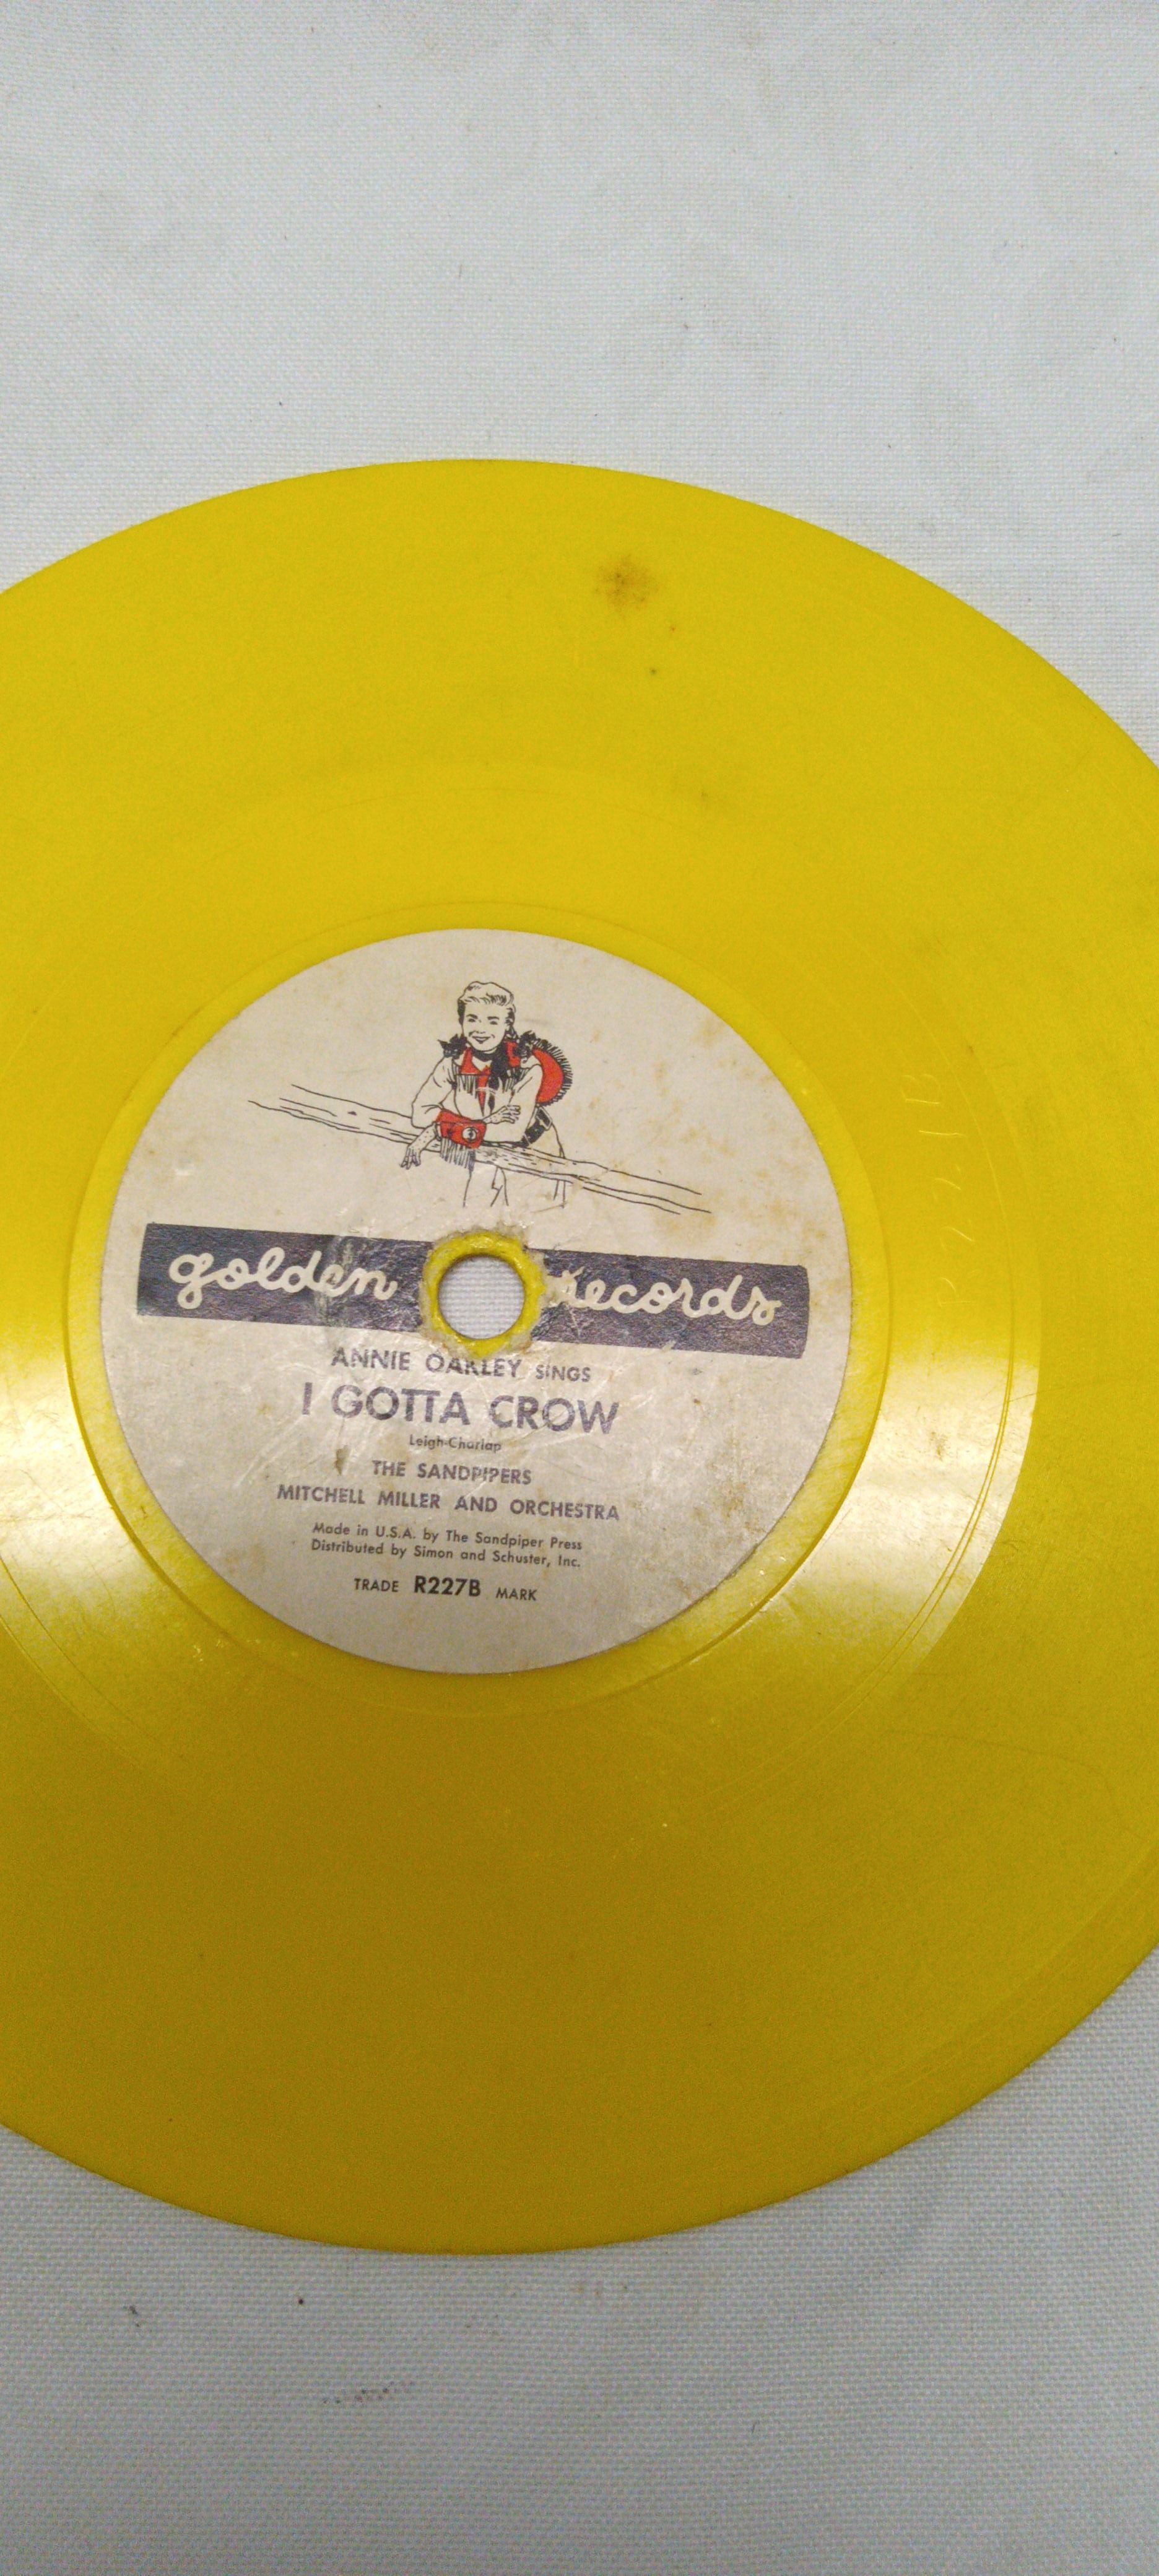 golden records
ANNIE OAKLEY SINGS
I GOTTA CROW
Leigh-Charlap
THE SANDPIPERS
MITCHELL MILLER AND ORCHESTRA
Made in U.S.A. by The Sandpiper Press
Distributed by Simon and Schuster, Inc.
TRADE R227B MARK